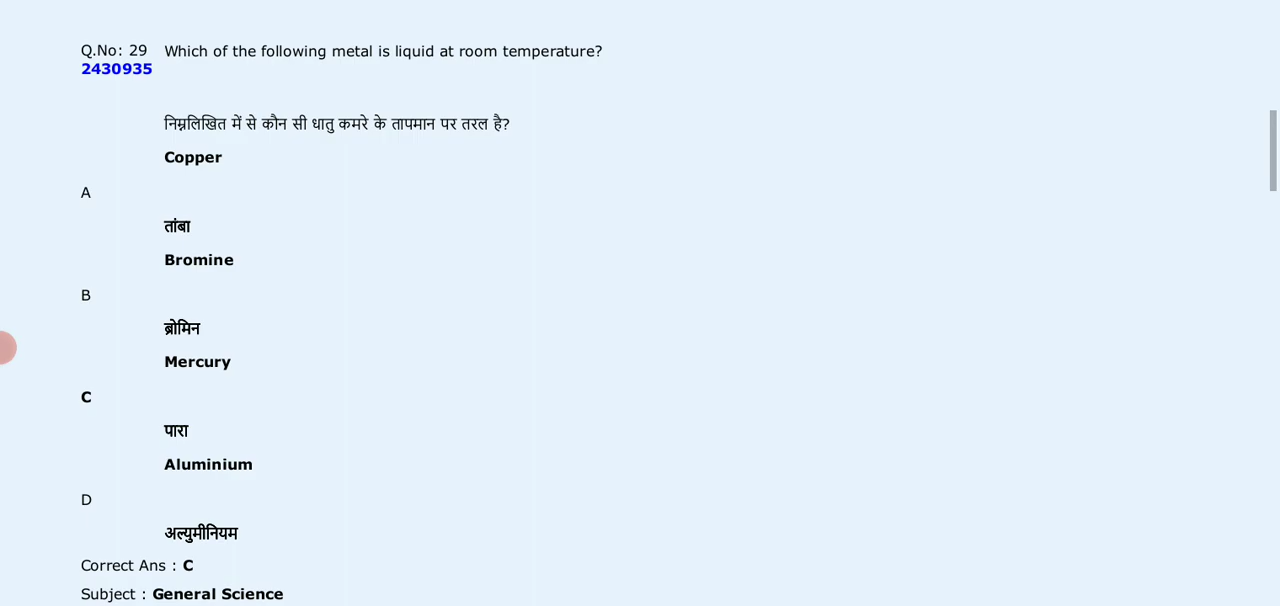 Q.No: 29 Which of the following metal is liquid at room temperature?
2430935
निम्नलिखित में से कौन सी धातु कमरे के तापमान पर तरल है?
Copper
A
तांबा
Bromine
B
ब्रोमिन
Mercury
C
पारा
Aluminium
D
अल्युमीनियम
Correct Ans : C
Subject : General Science